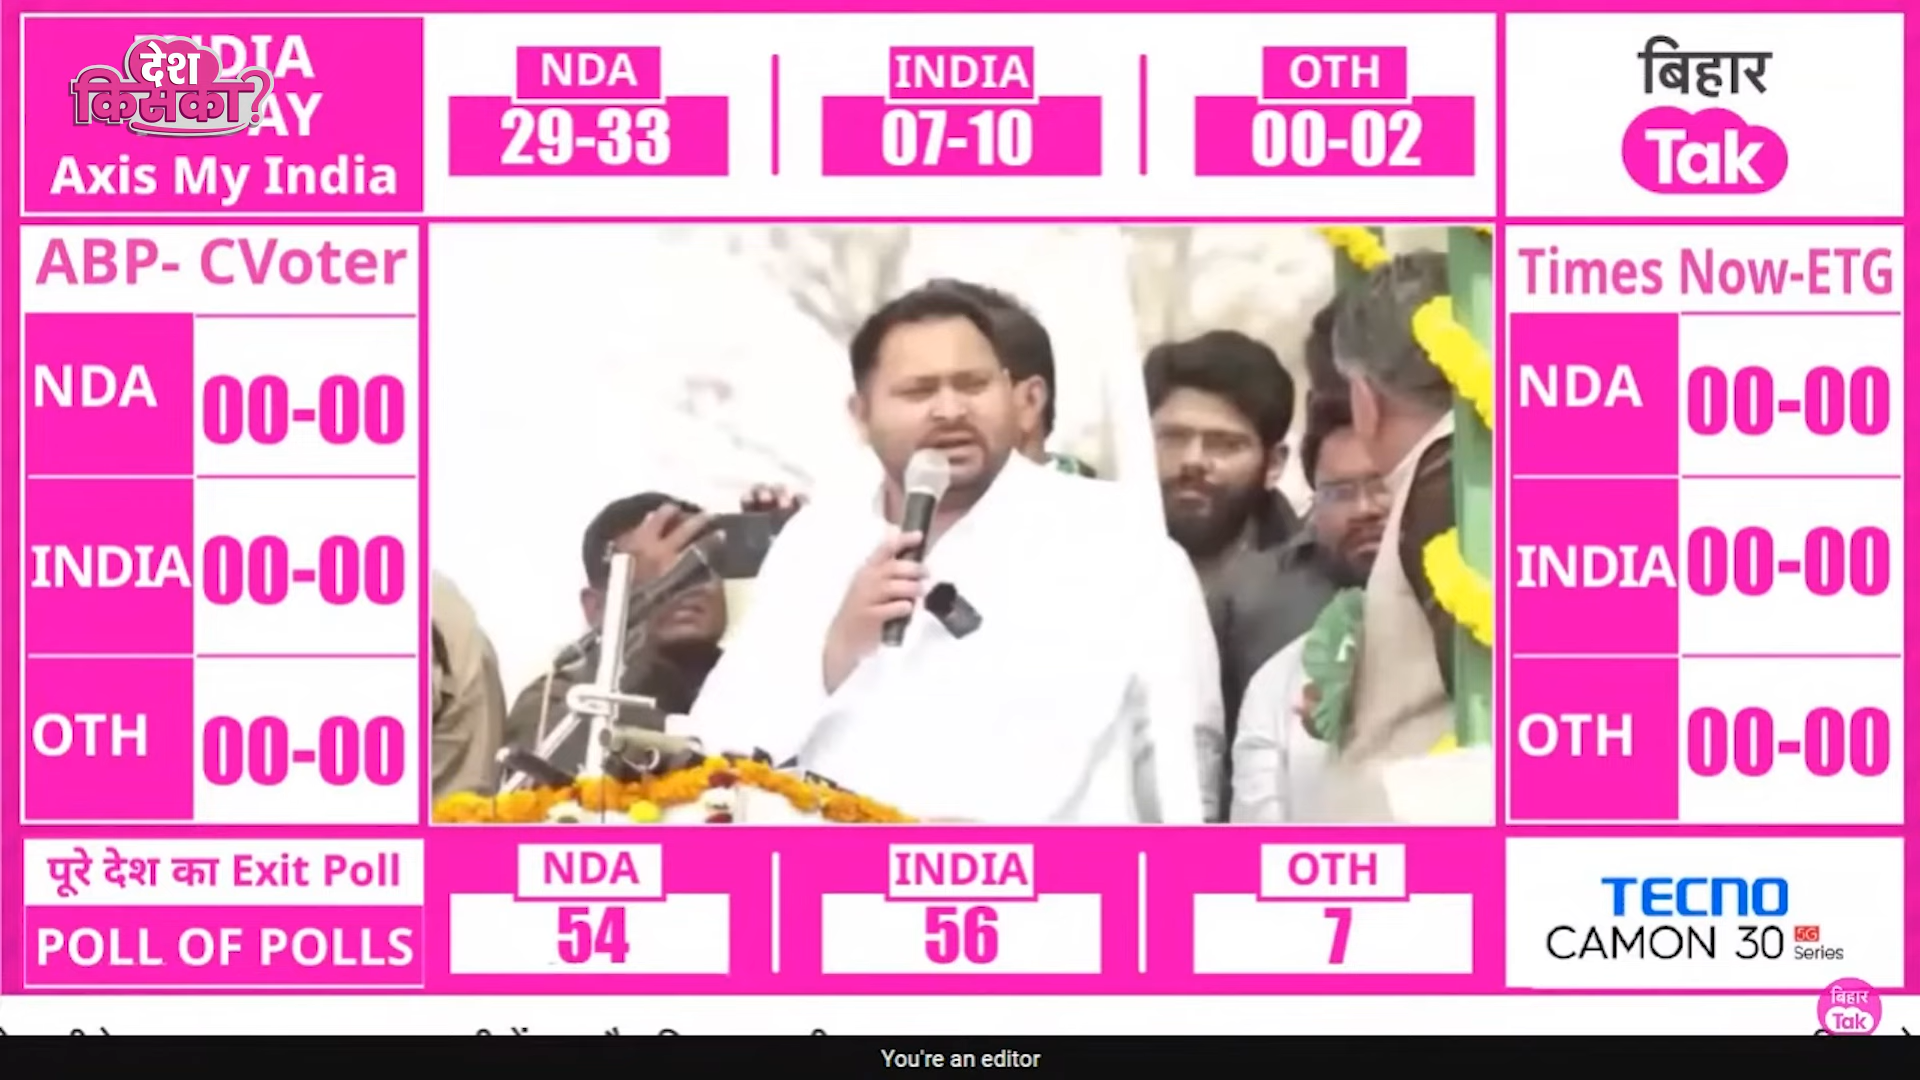 देश
किसका?
Axis My India
NDA
29-33
INDIA
07-10
OTH
00-02
बिहार
Tak
ABP- CVoter
NDA
00-00
INDIA
00-00
OTH
00-00
Times Now-ETG
NDA
00-00
INDIA
00-00
OTH
00-00
पूरे देश का Exit Poll
POLL OF POLLS
NDA
54
INDIA
56
OTH
7
TECNO
CAMON 30 5G Series
बिहार
Tak
You're an editor